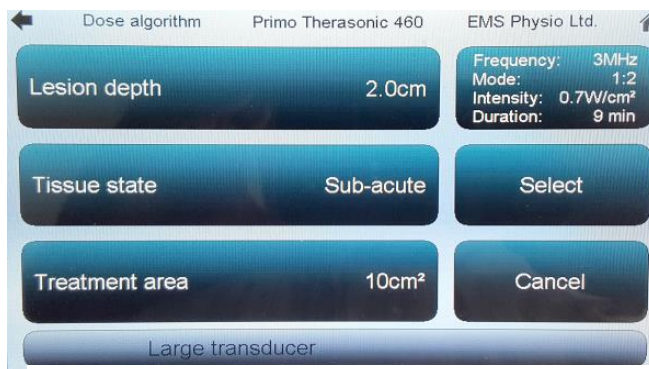 Dose algorithm Primo Therasonic 460 EMS Physio Ltd.
Lesion depth 2.0cm
Frequency: 3MHz
Mode: 1:2
Intensity: 0.7W/cm²
Duration: 9 min
Tissue state Sub-acute
Select
Treatment area 10cm²
Cancel
Large transducer